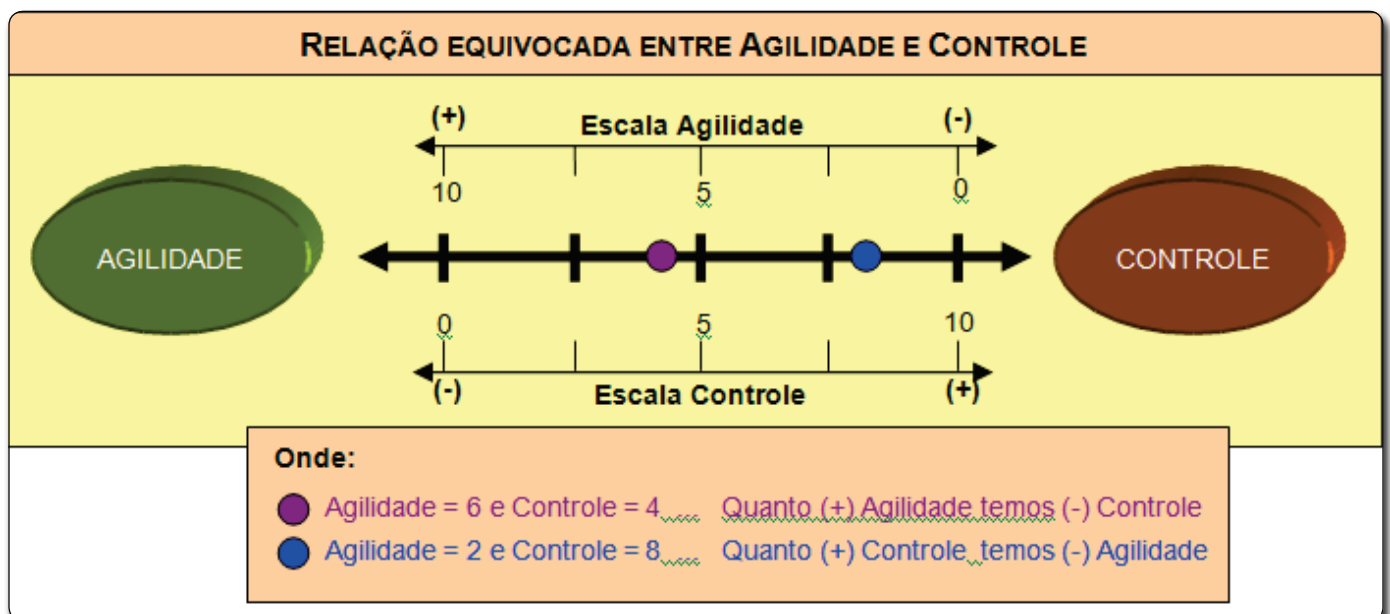 RELAÇÃO EQUIVOCADA ENTRE AGILIDADE E CONTROLE
(+) Escala Agilidade (-)
10 5 0
AGILIDADE CONTROLE
0 5 10
(-) Escala Controle (+)
Onde:
Agilidade = 6 e Controle = 4 .... Quanto (+) Agilidade temos (-) Controle
Agilidade = 2 e Controle = 8 .... Quanto (+) Controle temos (-) Agilidade